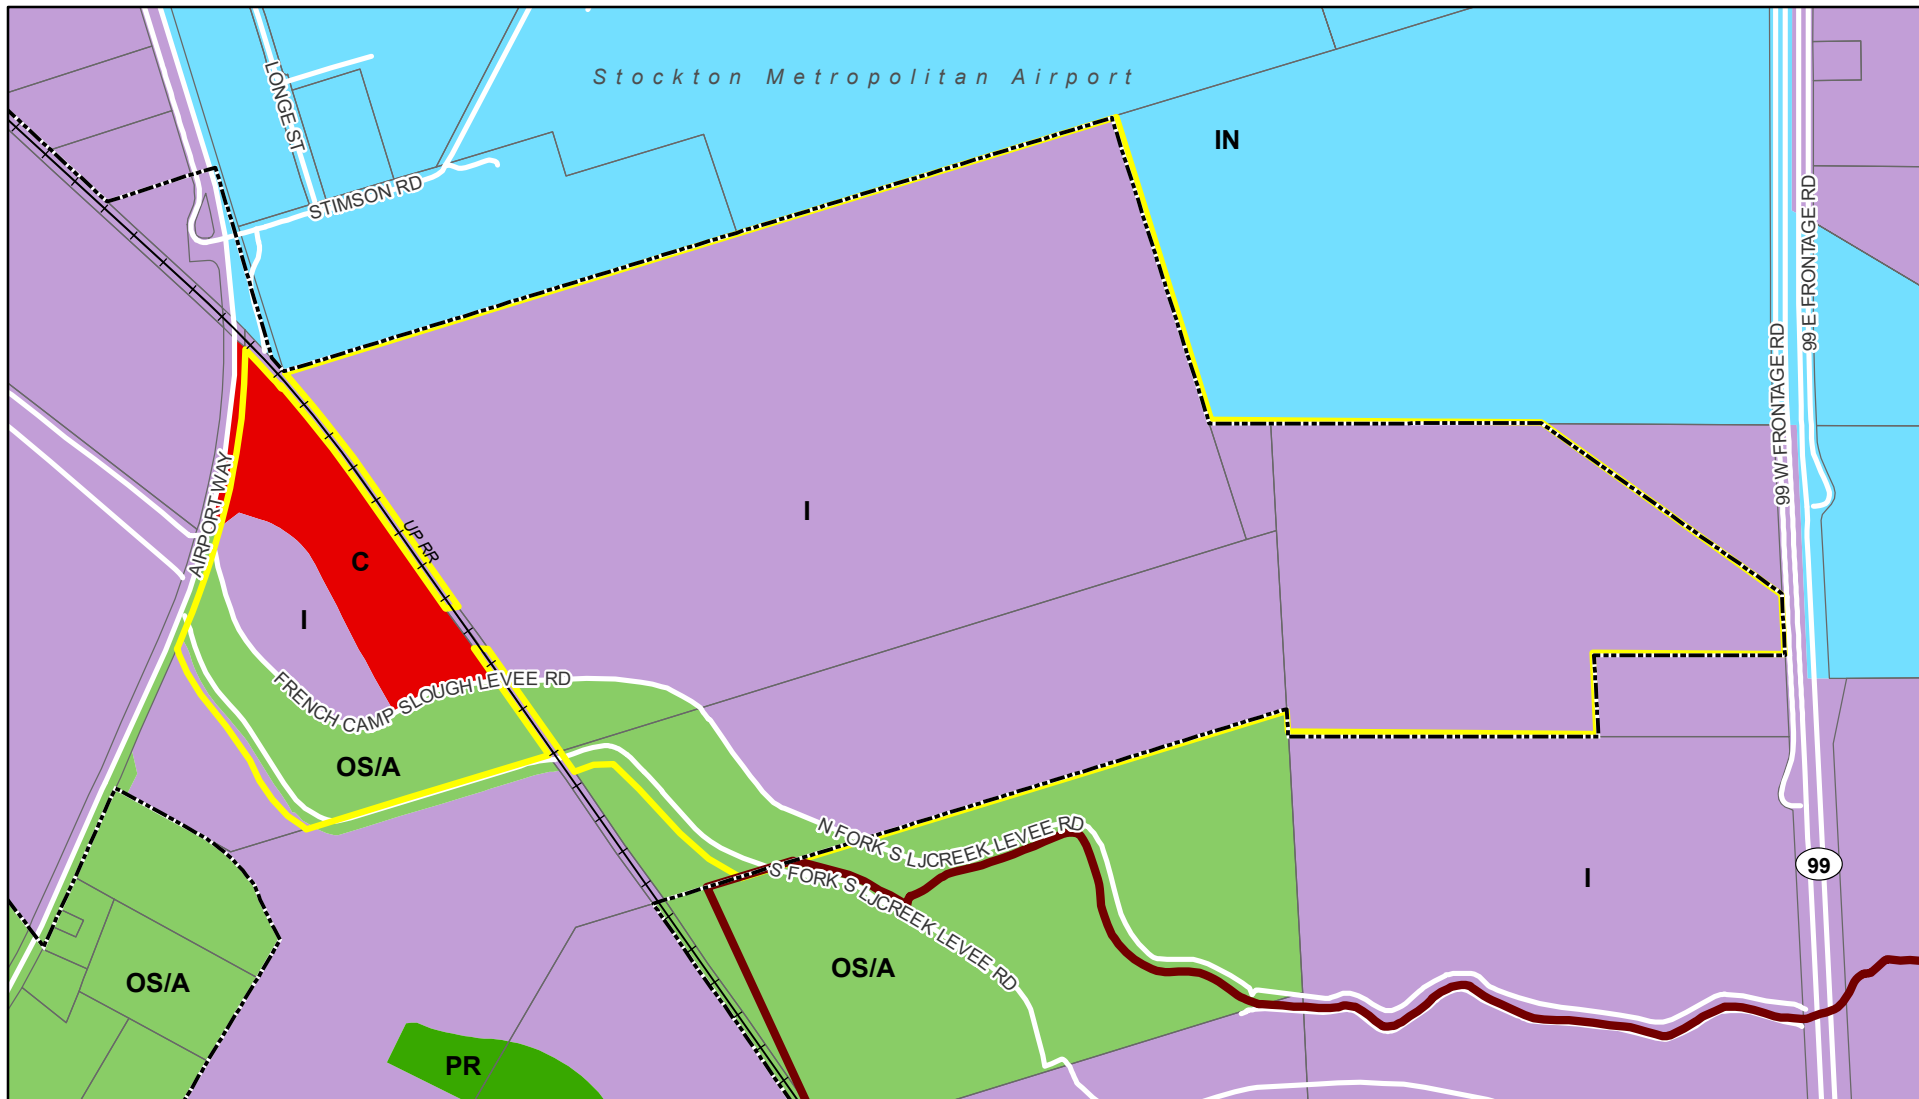 Stockton Metropolitan Airport
LONGE ST
IN
STIMSON RD
99 E FRONTAGE RD
99 W FRONTAGE RD
AIRPORT WAY
UP RR
I
C
I
FRENCH CAMP SLOUGH LEVEE RD
OS/A
N FORK S LJCREEK LEVEE RD
S FORK S LJCREEK LEVEE RD
99
I
OS/A
OS/A
PR